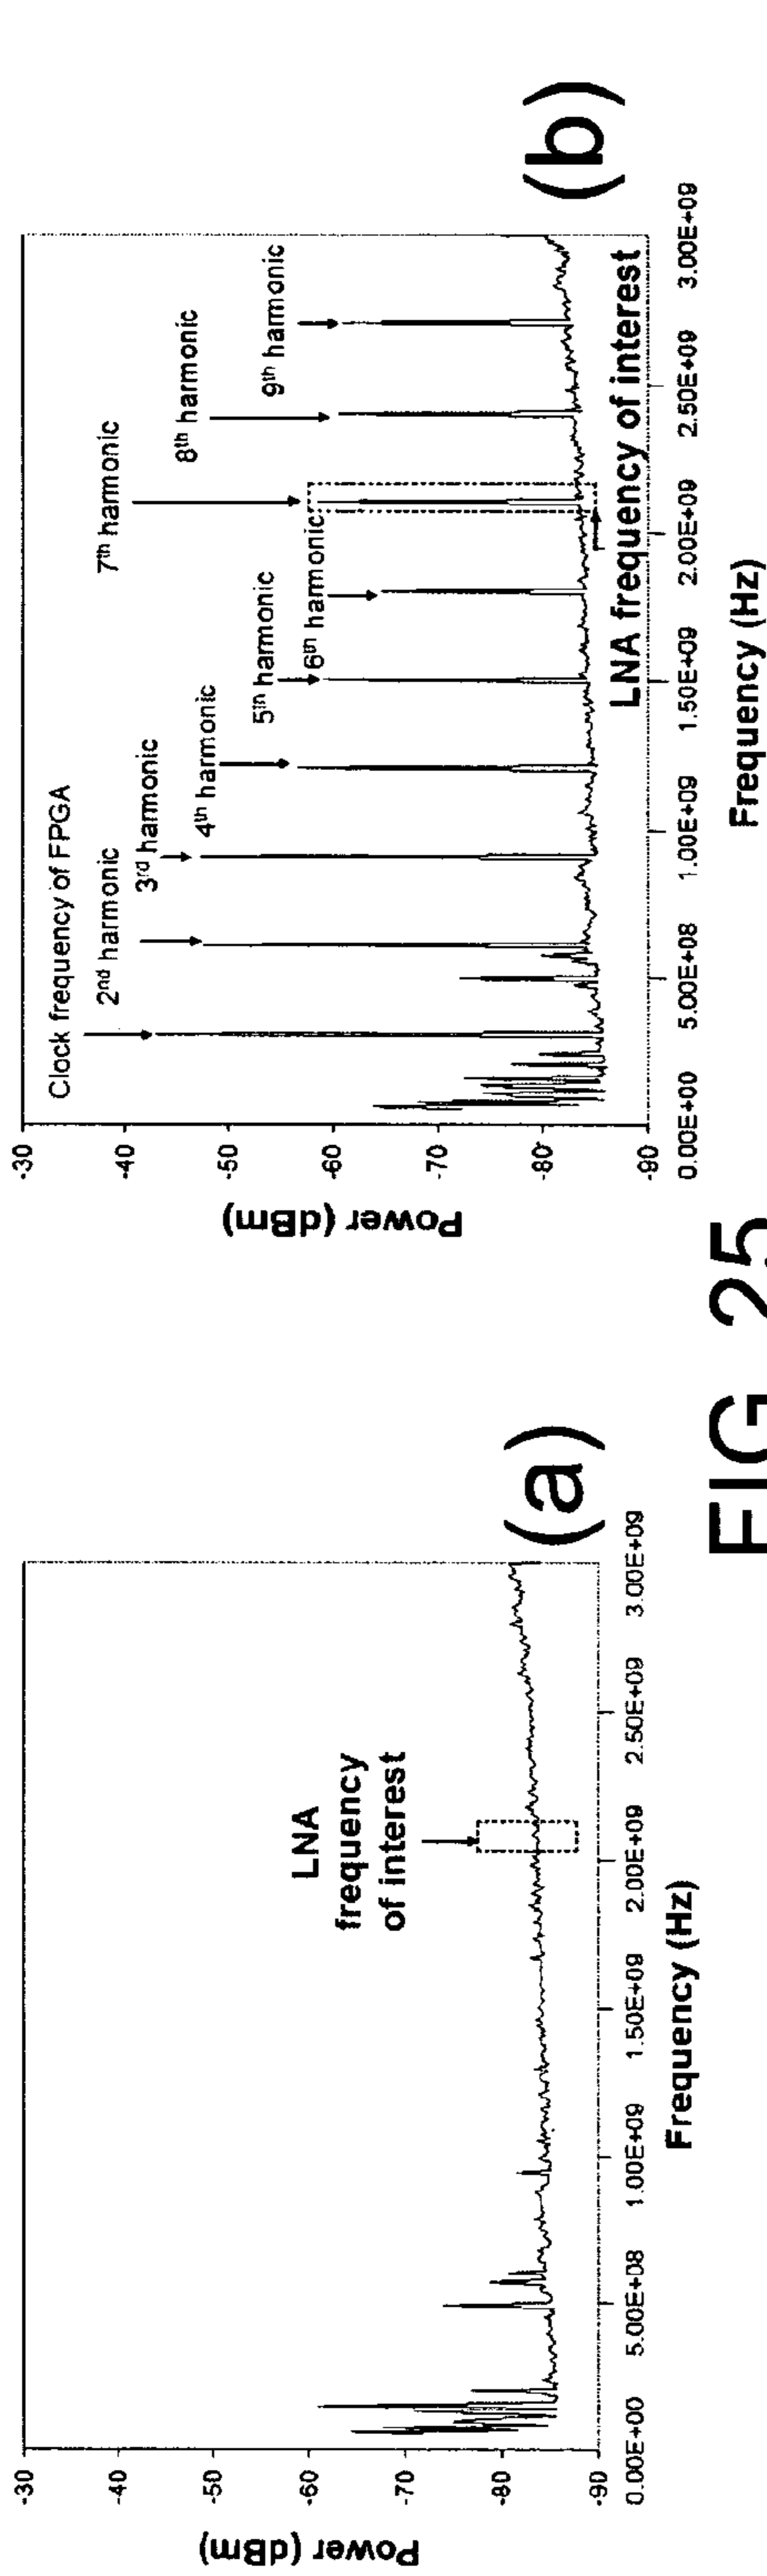 -30
-40
-50
-60
-70
-80
-90
Power (dBm)
LNA
frequency
of interest
0.00E+00 5.00E+08 1.00E+09 1.50E+09 2.00E+09 2.50E+09 3.00E+09
Frequency (Hz)
(a)
-30
-40
-50
-60
-70
-80
-90
Power (dBm)
Clock frequency of FPGA
2nd harmonic
3rd harmonic
4th harmonic
5th harmonic
6th harmonic
7th harmonic
8th harmonic
9th harmonic
LNA frequency of interest
0.00E+00 5.00E+08 1.00E+09 1.50E+09 2.00E+09 2.50E+09 3.00E+09
Frequency (Hz)
(b)
FIG. 25